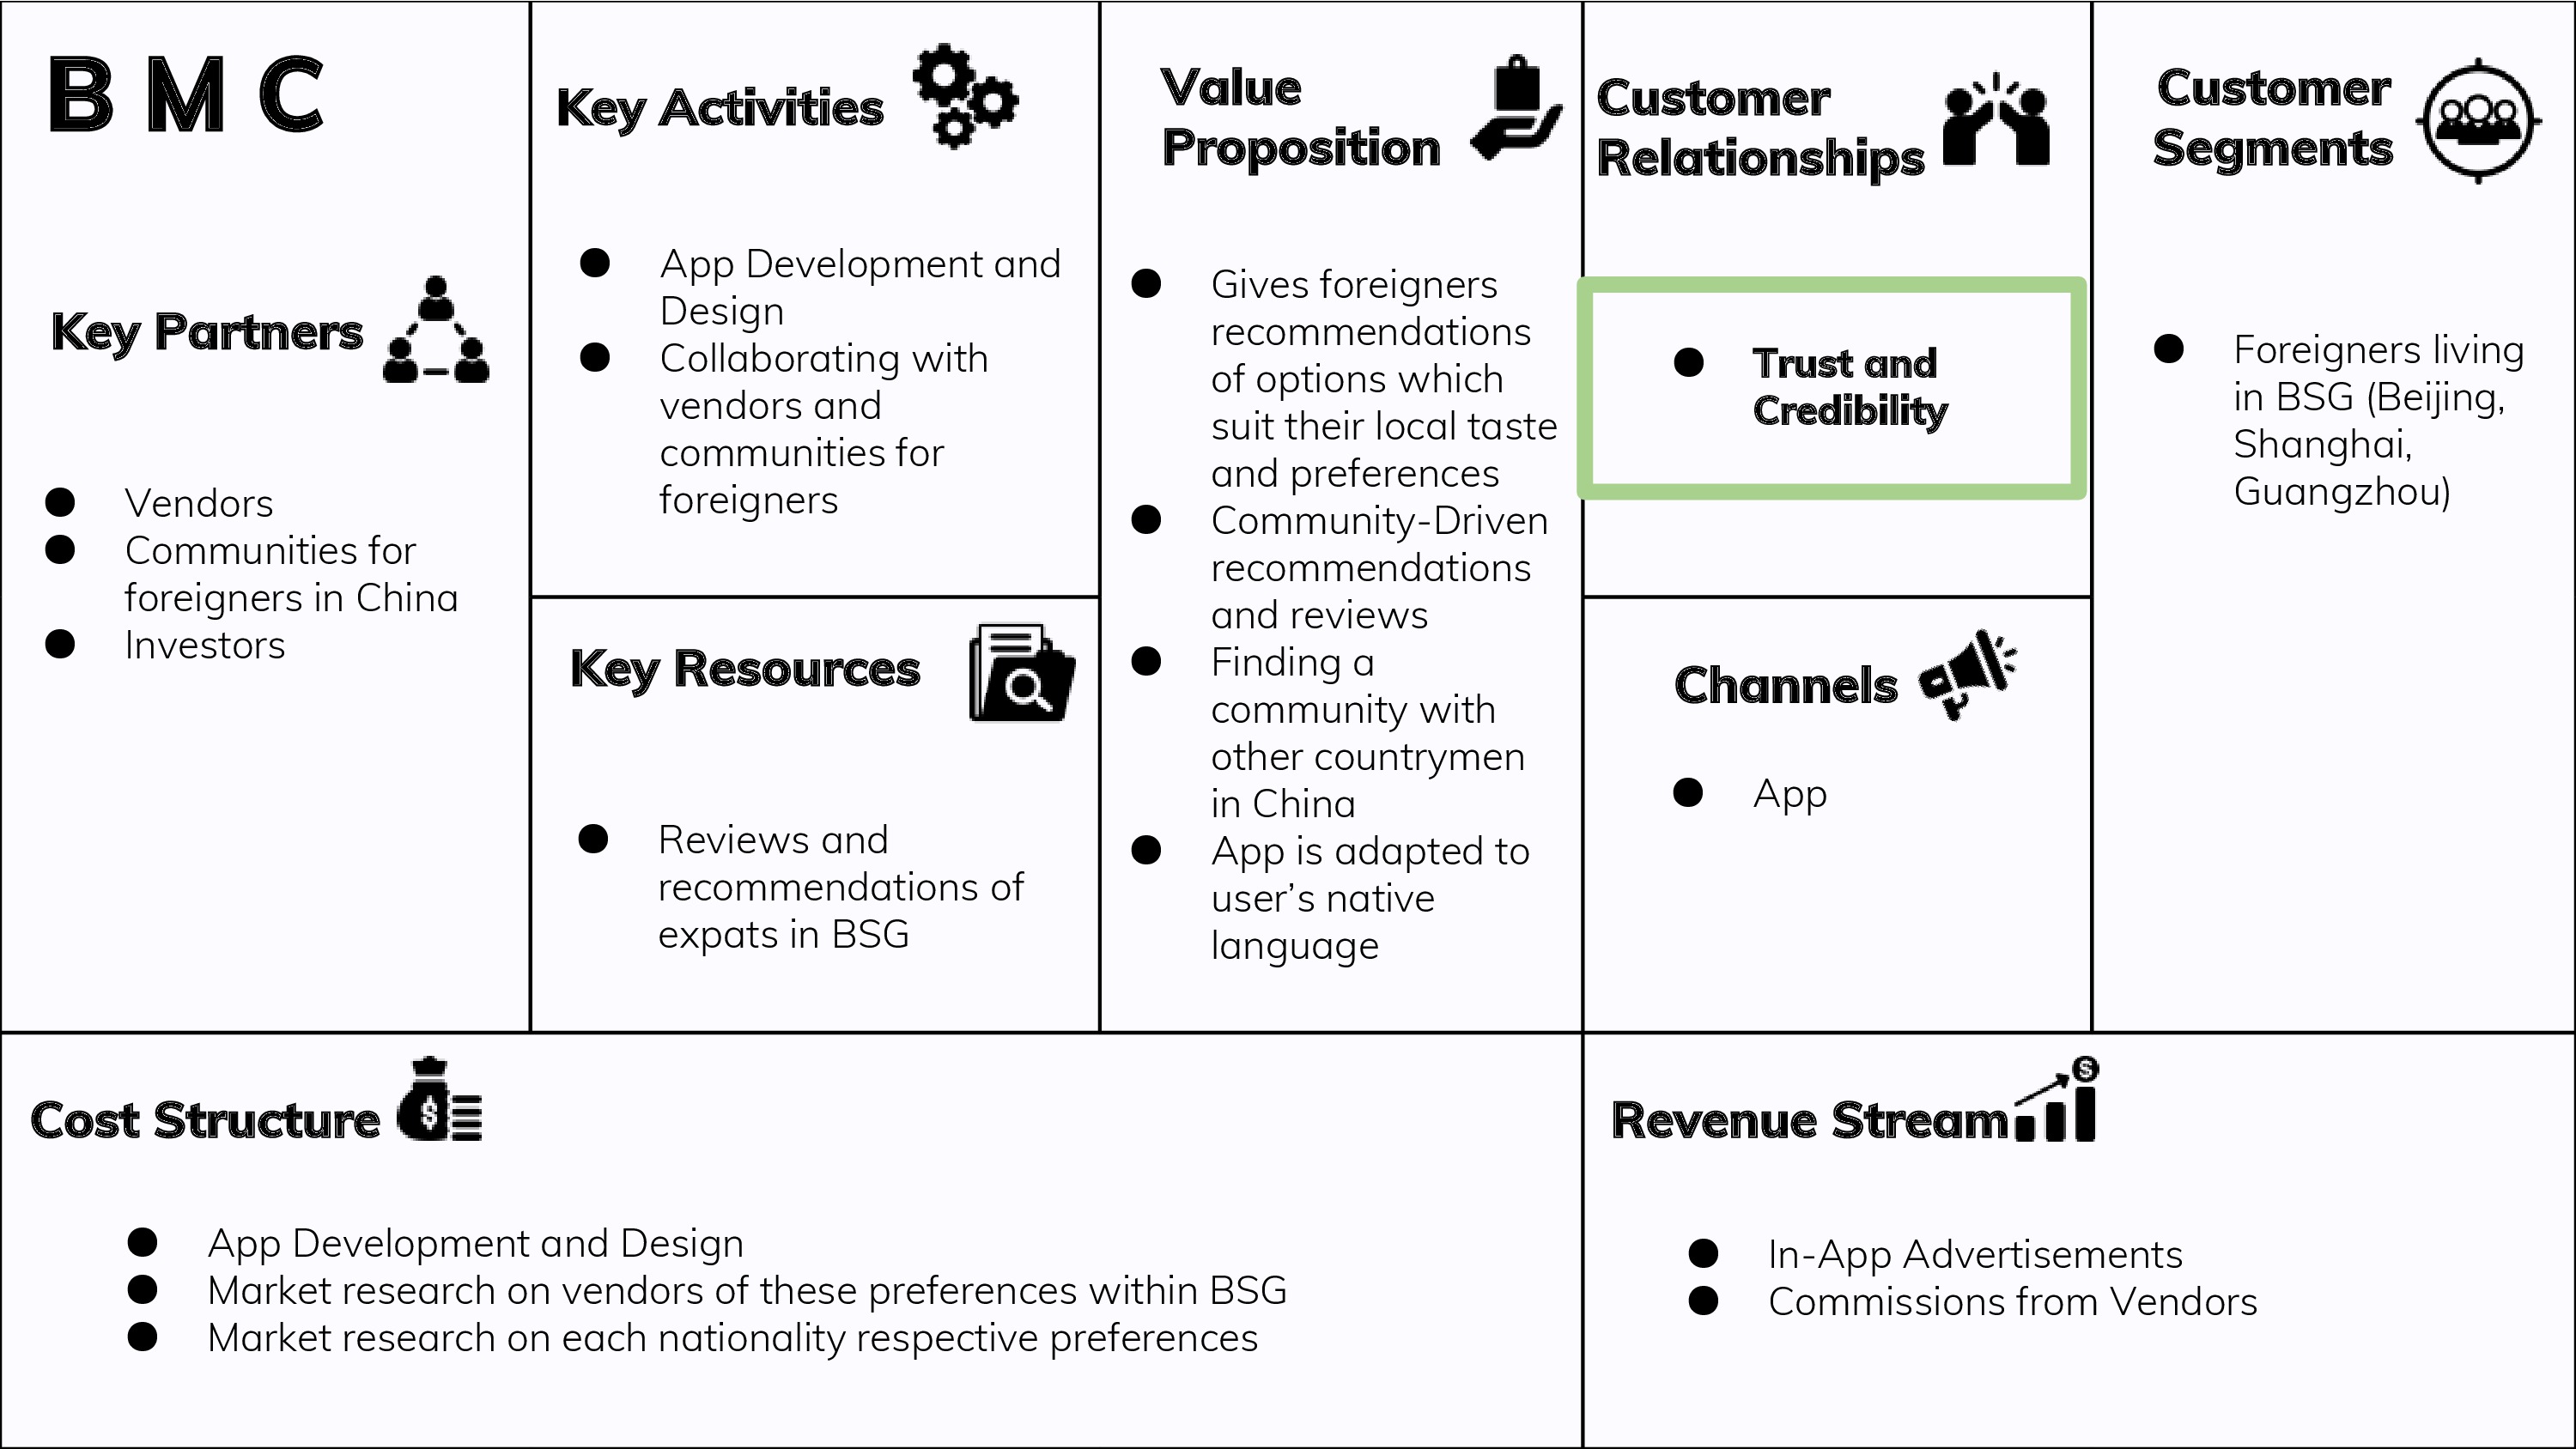 B M C
Key Partners
Vendors
Communities for
foreigners in China
Investors
Key Activities
App Development and
Design
Collaborating with
vendors and
communities for
foreigners
Key Resources
Reviews and
recommendations of
expats in BSG
Value
Proposition
Gives foreigners
recommendations
of options which
suit their local taste
and preferences
Community-Driven
recommendations
and reviews
Finding a
community with
other countrymen
in China
App is adapted to
user’s native
language
Customer
Relationships
Trust and
Credibility
Channels
App
Customer
Segments
Foreigners living
in BSG (Beijing,
Shanghai,
Guangzhou)
Cost Structure
$
App Development and Design
Market research on vendors of these preferences within BSG
Market research on each nationality respective preferences
Revenue Stream
$
In-App Advertisements
Commissions from Vendors